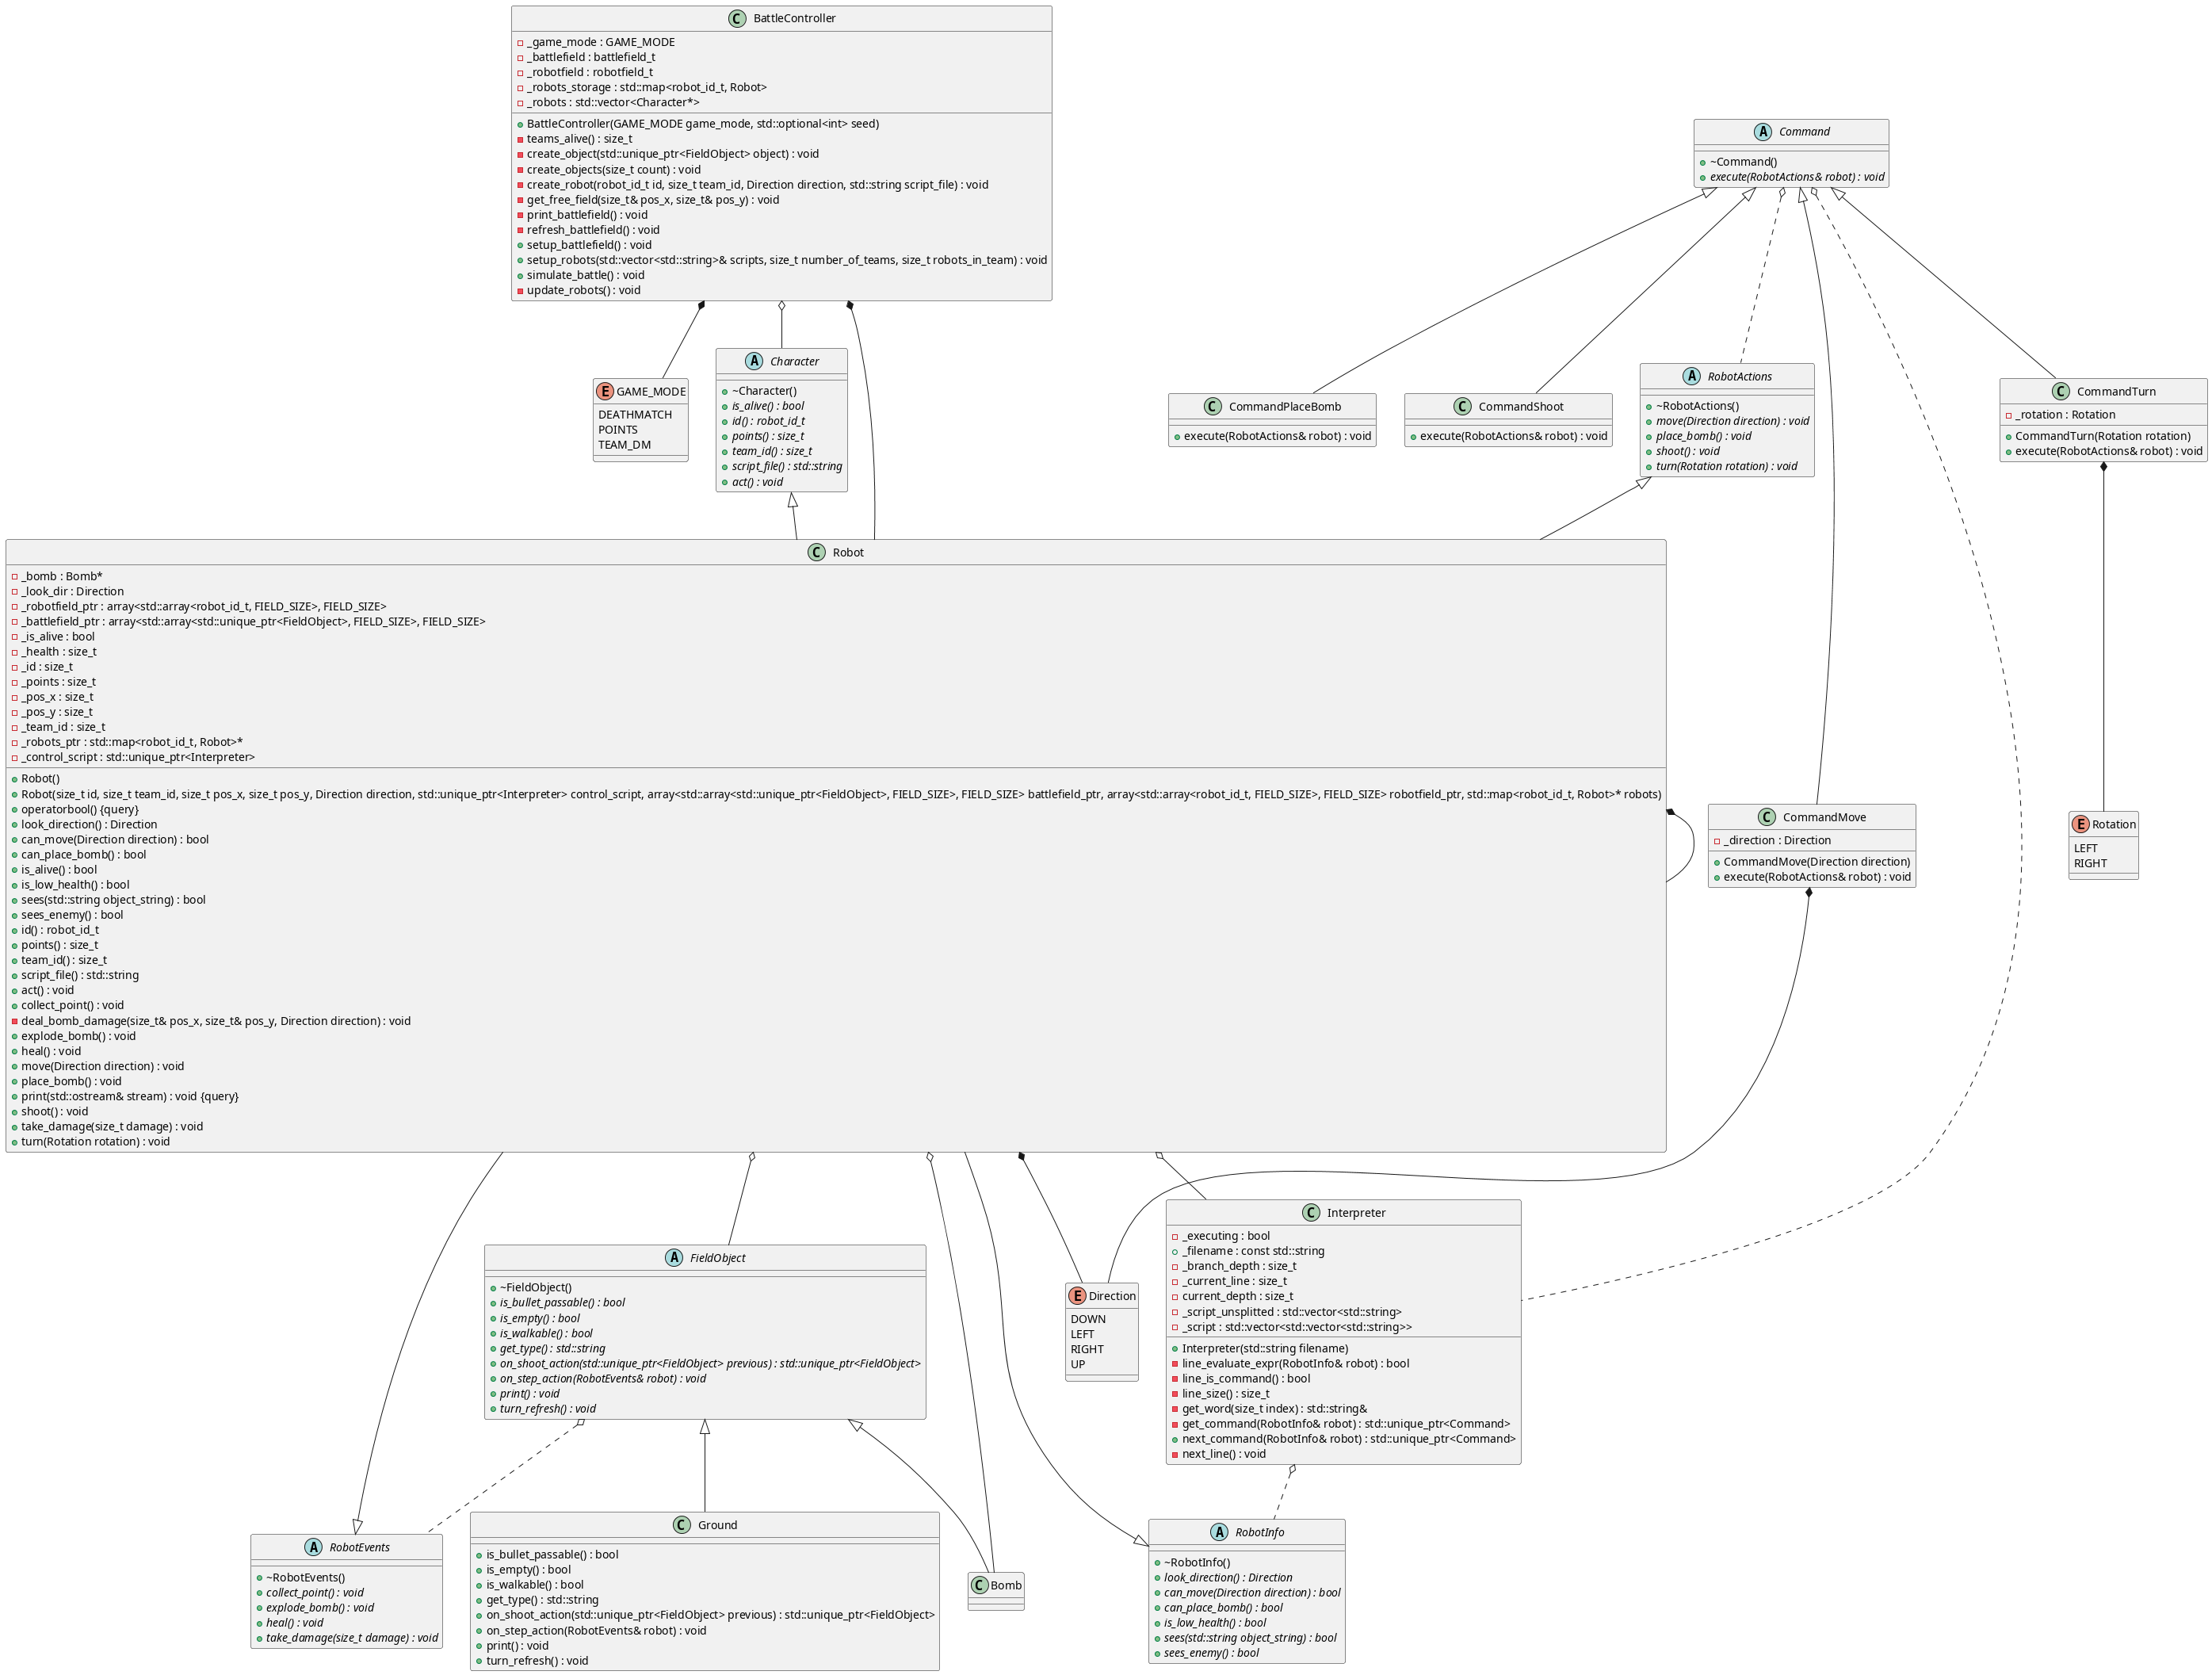 BattleController
_game_mode : GAME_MODE
_battlefield : battlefield_t
_robotfield : robotfield_t
_robots_storage : std::map<robot_id_t, Robot>
_robots : std::vector<Character*>
BattleController(GAME_MODE game_mode, std::optional<int> seed)
teams_alive() : size_t
create_object(std::unique_ptr<FieldObject> object) : void
create_objects(size_t count) : void
create_robot(robot_id_t id, size_t team_id, Direction direction, std::string script_file) : void
get_free_field(size_t& pos_x, size_t& pos_y) : void
print_battlefield() : void
refresh_battlefield() : void
setup_battlefield() : void
setup_robots(std::vector<std::string>& scripts, size_t number_of_teams, size_t robots_in_team) : void
simulate_battle() : void
update_robots() : void
Command
~Command()
execute(RobotActions& robot) : void
GAME_MODE
DEATHMATCH
POINTS
TEAM_DM
Character
~Character()
is_alive() : bool
id() : robot_id_t
points() : size_t
team_id() : size_t
script_file() : std::string
act() : void
CommandPlaceBomb
execute(RobotActions& robot) : void
CommandShoot
execute(RobotActions& robot) : void
RobotActions
~RobotActions()
move(Direction direction) : void
place_bomb() : void
shoot() : void
turn(Rotation rotation) : void
CommandTurn
_rotation : Rotation
CommandTurn(Rotation rotation)
execute(RobotActions& robot) : void
Robot
_bomb : Bomb*
_look_dir : Direction
_robotfield_ptr : array<std::array<robot_id_t, FIELD_SIZE>, FIELD_SIZE>
_battlefield_ptr : array<std::array<std::unique_ptr<FieldObject>, FIELD_SIZE>, FIELD_SIZE>
_is_alive : bool
_health : size_t
_id : size_t
_points : size_t
_pos_x : size_t
_pos_y : size_t
_team_id : size_t
_robots_ptr : std::map<robot_id_t, Robot>*
_control_script : std::unique_ptr<Interpreter>
Robot()
Robot(size_t id, size_t team_id, size_t pos_x, size_t pos_y, Direction direction, std::unique_ptr<Interpreter> control_script, array<std::array<std::unique_ptr<FieldObject>, FIELD_SIZE>, FIELD_SIZE> battlefield_ptr, array<std::array<robot_id_t, FIELD_SIZE>, FIELD_SIZE> robotfield_ptr, std::map<robot_id_t, Robot>* robots)
operatorbool() {query}
look_direction() : Direction
can_move(Direction direction) : bool
can_place_bomb() : bool
is_alive() : bool
is_low_health() : bool
sees(std::string object_string) : bool
sees_enemy() : bool
id() : robot_id_t
points() : size_t
team_id() : size_t
script_file() : std::string
act() : void
collect_point() : void
deal_bomb_damage(size_t& pos_x, size_t& pos_y, Direction direction) : void
explode_bomb() : void
heal() : void
move(Direction direction) : void
place_bomb() : void
print(std::ostream& stream) : void {query}
shoot() : void
take_damage(size_t damage) : void
turn(Rotation rotation) : void
CommandMove
_direction : Direction
CommandMove(Direction direction)
execute(RobotActions& robot) : void
Rotation
LEFT
RIGHT
FieldObject
~FieldObject()
is_bullet_passable() : bool
is_empty() : bool
is_walkable() : bool
get_type() : std::string
on_shoot_action(std::unique_ptr<FieldObject> previous) : std::unique_ptr<FieldObject>
on_step_action(RobotEvents& robot) : void
print() : void
turn_refresh() : void
Direction
DOWN
LEFT
RIGHT
UP
Interpreter
_executing : bool
_filename : const std::string
_branch_depth : size_t
_current_line : size_t
current_depth : size_t
_script_unsplitted : std::vector<std::string>
_script : std::vector<std::vector<std::string>>
Interpreter(std::string filename)
line_evaluate_expr(RobotInfo& robot) : bool
line_is_command() : bool
line_size() : size_t
get_word(size_t index) : std::string&
get_command(RobotInfo& robot) : std::unique_ptr<Command>
next_command(RobotInfo& robot) : std::unique_ptr<Command>
next_line() : void
RobotEvents
~RobotEvents()
collect_point() : void
explode_bomb() : void
heal() : void
take_damage(size_t damage) : void
Ground
is_bullet_passable() : bool
is_empty() : bool
is_walkable() : bool
get_type() : std::string
on_shoot_action(std::unique_ptr<FieldObject> previous) : std::unique_ptr<FieldObject>
on_step_action(RobotEvents& robot) : void
print() : void
turn_refresh() : void
Bomb
RobotInfo
~RobotInfo()
look_direction() : Direction
can_move(Direction direction) : bool
can_place_bomb() : bool
is_low_health() : bool
sees(std::string object_string) : bool
sees_enemy() : bool